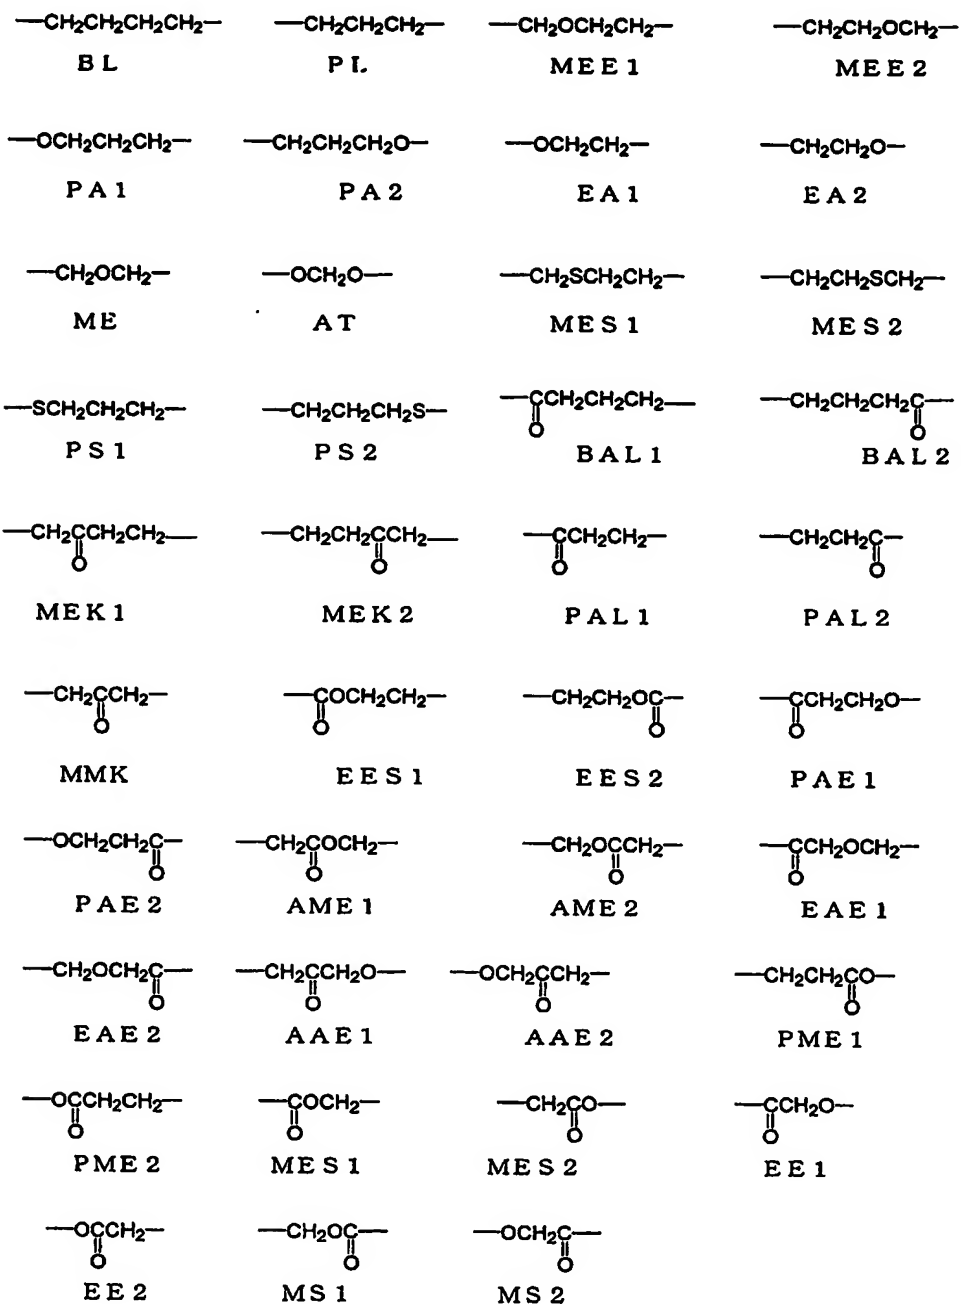 —CH₂CH₂CH₂CH₂— —CH₂CH₂CH₂— —CH₂OCH₂CH₂— —CH₂CH₂OCH₂—
BL PL MEE1 MEE2
—OCH₂CH₂CH₂— —CH₂CH₂CH₂O— —OCH₂CH₂— —CH₂CH₂O—
PA1 PA2 EA1 EA2
—CH₂OCH₂— —OCH₂O— —CH₂SCH₂CH₂— —CH₂CH₂SCH₂—
ME AT MES1 MES2
—SCH₂CH₂CH₂— —CH₂CH₂CH₂S— —CCH₂CH₂CH₂— —CH₂CH₂CH₂C—
O O
PS1 PS2 BAL1 BAL2
—CH₂CCH₂CH₂— —CH₂CH₂CCH₂— —CCH₂CH₂— —CH₂CH₂C—
O O O O
MEK1 MEK2 PAL1 PAL2
—CH₂CCH₂— —COCH₂CH₂— —CH₂CH₂OC— —CCH₂CH₂O—
O O O O
MMK EES1 EES2 PAE1
—OCH₂CH₂C— —CH₂COCH₂— —CH₂OCCH₂— —CCH₂OCH₂—
O O O O
PAE2 AME1 AME2 EAE1
—CH₂OCH₂C— —CH₂CCH₂O— —OCH₂CCH₂— —CH₂CH₂CO—
O O O O
EAE2 AAE1 AAE2 PME1
—OCCH₂CH₂— —COCH₂— —CH₂CO— —CCH₂O—
O O O O
PME2 MES1 MES2 EE1
—OCCH₂— —CH₂OC— —OCH₂C—
O O O
EE2 MS1 MS2